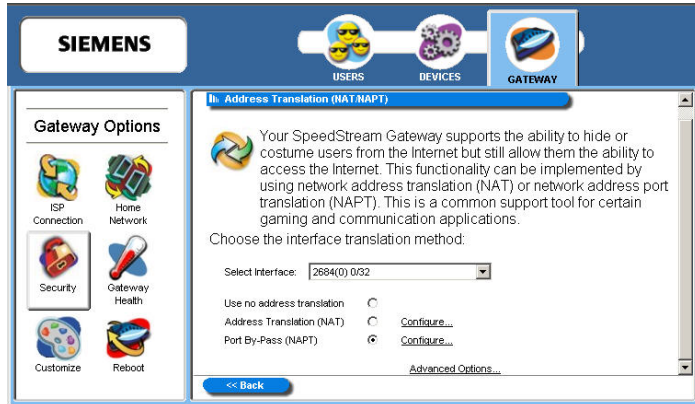 SIEMENS
USERS
DEVICES
GATEWAY
Gateway Options
ISP
Connection
Home
Network
Security
Gateway
Health
Customize
Reboot
Address Translation (NAT/NAPT)
Your SpeedStream Gateway supports the ability to hide or
costume users from the Internet but still allow them the ability to
access the Internet. This functionality can be implemented by
using network address translation (NAT) or network address port
translation (NAPT). This is a common support tool for certain
gaming and communication applications.
Choose the interface translation method:
Select Interface: 2684(0) 0/32
Use no address translation
Address Translation (NAT) Configure...
Port By-Pass (NAPT) Configure...
Advanced Options...
<< Back